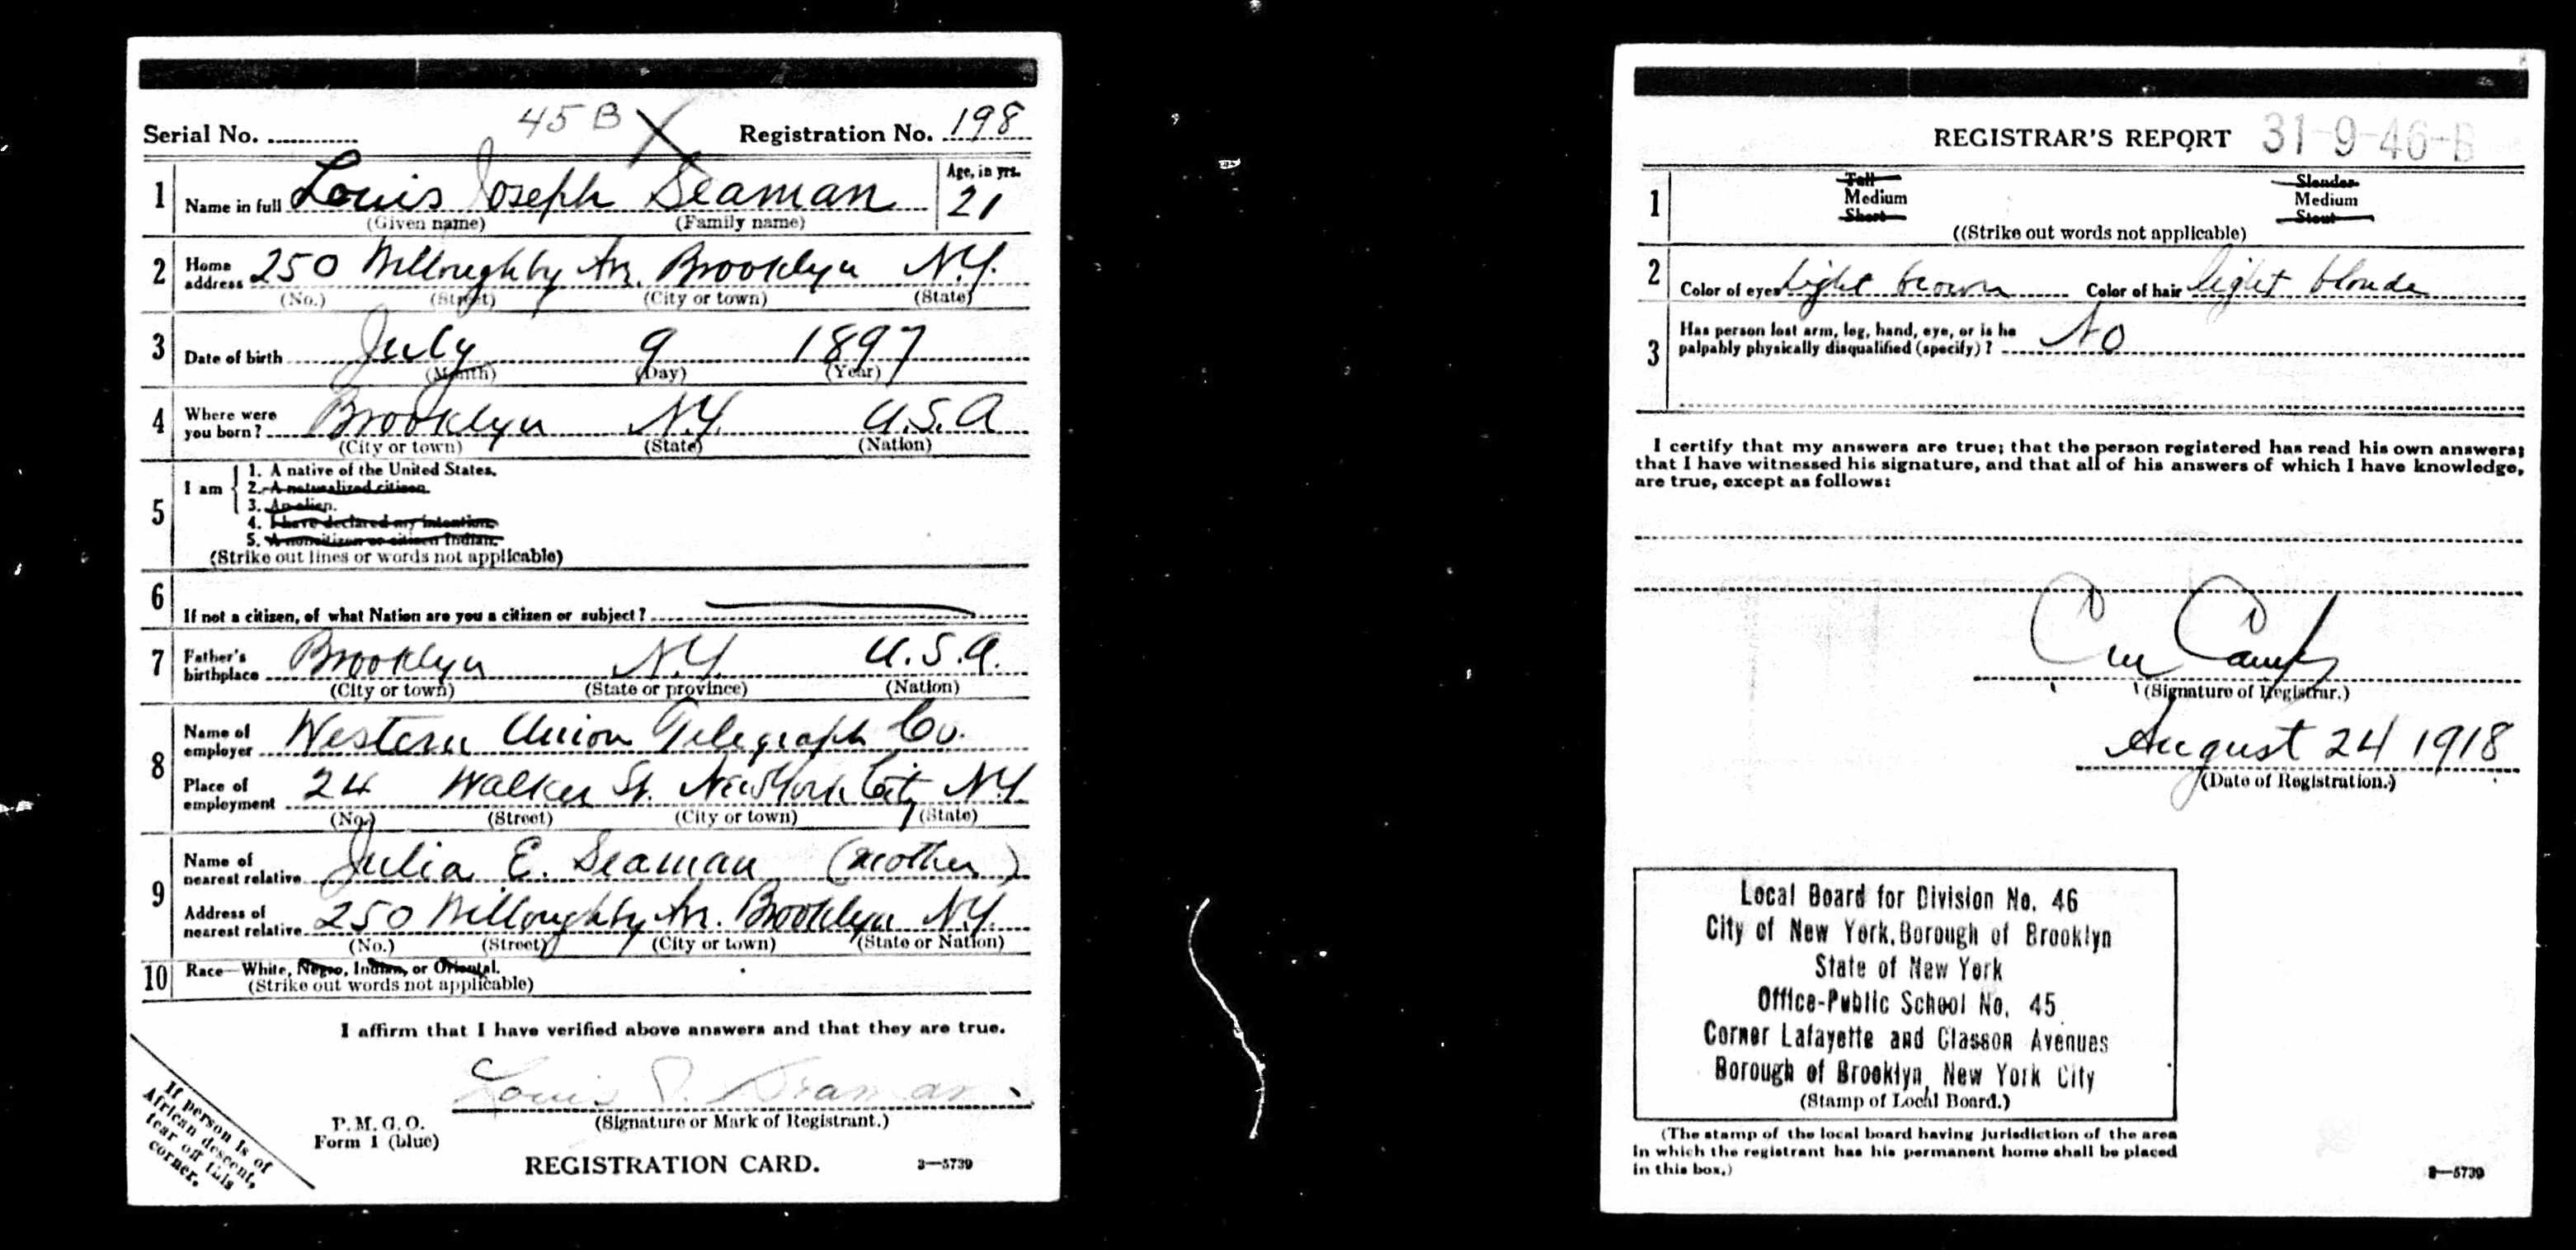 45 B X
Serial No. ............ Registration No. 198
1 Name in full Louis Joseph Seaman Age, in yrs. 21
(Given name) (Family name)
2 Home address 250 Willoughby Av. Brooklyn N.Y.
(No.) (Street) (City or town) (State)
3 Date of birth July 9 1897
(Month) (Day) (Year)
4 Where were you born? Brooklyn N.Y. U.S.A
(City or town) (State) (Nation)
5 I am
1. A native of the United States.
2. A naturalized citizen.
3. An alien.
4. I have declared my intention.
5. A noncitizen or citizen Indian.
(Strike out lines or words not applicable)
6 If not a citizen, of what Nation are you a citizen or subject?
7 Father's birthplace Brooklyn N.Y. U.S.A.
(City or town) (State or province) (Nation)
8 Name of employer Western Union Telegraph Co.
Place of employment 24 Walker St. New York City N.Y.
(No.) (Street) (City or town) (State)
9 Name of nearest relative Julia E. Seaman (mother)
Address of nearest relative 250 Willoughby Av. Brooklyn N.Y.
(No.) (Street) (City or town) (State or Nation)
10 Race—White, Negro, Indian, or Oriental.
(Strike out words not applicable)
I affirm that I have verified above answers and that they are true.
Louis J. Seaman
(Signature or Mark of Registrant.)
P.M.G.O.
Form 1 (blue)
REGISTRATION CARD. 3—5739
If person is of
African descent,
tear off this
corner.
REGISTRAR'S REPORT 31-9-46-B
1 Tall Slender
Medium Medium
Short Stout
((Strike out words not applicable)
2 Color of eyes light brown Color of hair light blonde
3 Has person lost arm, leg, hand, eye, or is he
palpably physically disqualified (specify)? No
I certify that my answers are true; that the person registered has read his own answers;
that I have witnessed his signature, and that all of his answers of which I have knowledge,
are true, except as follows:
(Signature of Registrar.)
August 24 1918
(Date of Registration.)
Local Board for Division No. 46
City of New York, Borough of Brooklyn
State of New York
Office-Public School No. 45
Corner Lafayette and Classon Avenues
Borough of Brooklyn, New York City
(Stamp of Local Board.)
(The stamp of the local board having jurisdiction of the area
in which the registrant has his permanent home shall be placed
in this box.)
3—5739